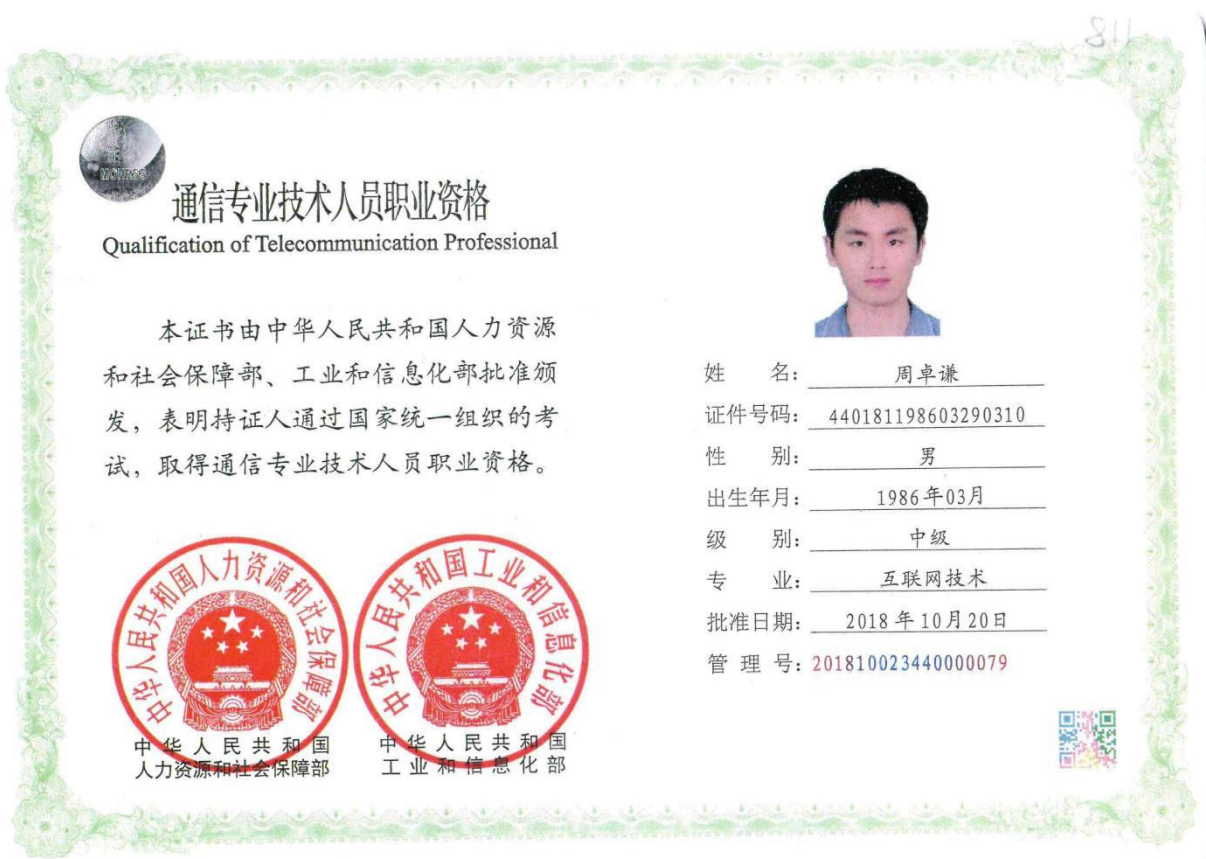 811
MOHRSS
通信专业技术人员职业资格
Qualification of Telecommunication Professional
本证书由中华人民共和国人力资源
和社会保障部、工业和信息化部批准颁
发，表明持证人通过国家统一组织的考
试，取得通信专业技术人员职业资格。
中华人民共和国人力资源和社会保障部
中华人民共和国工业和信息化部
中华人民共和国
人力资源和社会保障部
中华人民共和国
工业和信息化部
姓 名：周卓谦
证件号码：440181198603290310
性 别：男
出生年月：1986年03月
级 别：中级
专 业：互联网技术
批准日期：2018年10月20日
管 理 号：201810023440000079